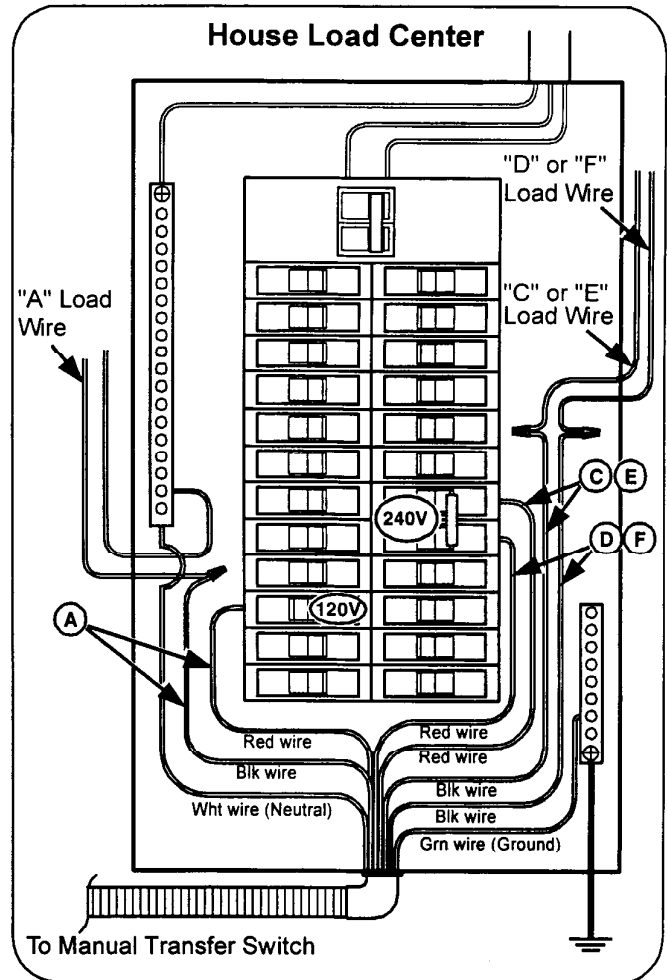 House Load Center
"D" or "F"
Load Wire
"A" Load
Wire
"C" or "E"
Load Wire
C E
240V
D F
120V
A
Red wire
Red wire
Blk wire
Red wire
Wht wire (Neutral)
Blk wire
Blk wire
Grn wire (Ground)
To Manual Transfer Switch